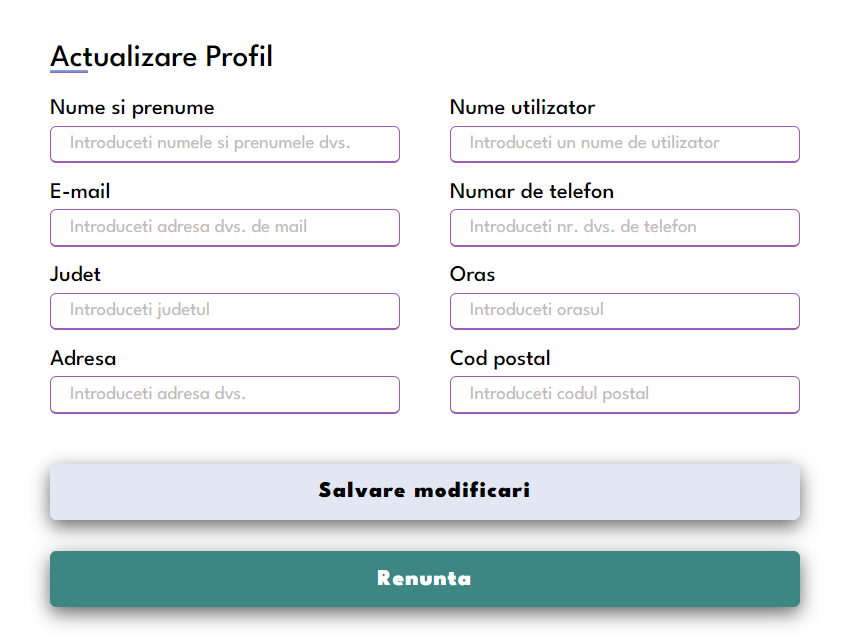 Actualizare Profil
Nume si prenume
Nume utilizator
Introduceti numele si prenumele dvs.
Introduceti un nume de utilizator
E-mail
Numar de telefon
Introduceti adresa dvs. de mail
Introduceti nr. dvs. de telefon
Judet
Oras
Introduceti judetul
Introduceti orasul
Adresa
Cod postal
Introduceti adresa dvs.
Introduceti codul postal
Salvare modificari
Renunta